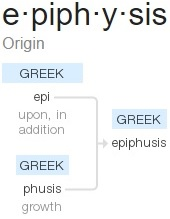 e·piph·y·sis
Origin
GREEK
epi
upon, in
addition
GREEK
epiphusis
GREEK
phusis
growth